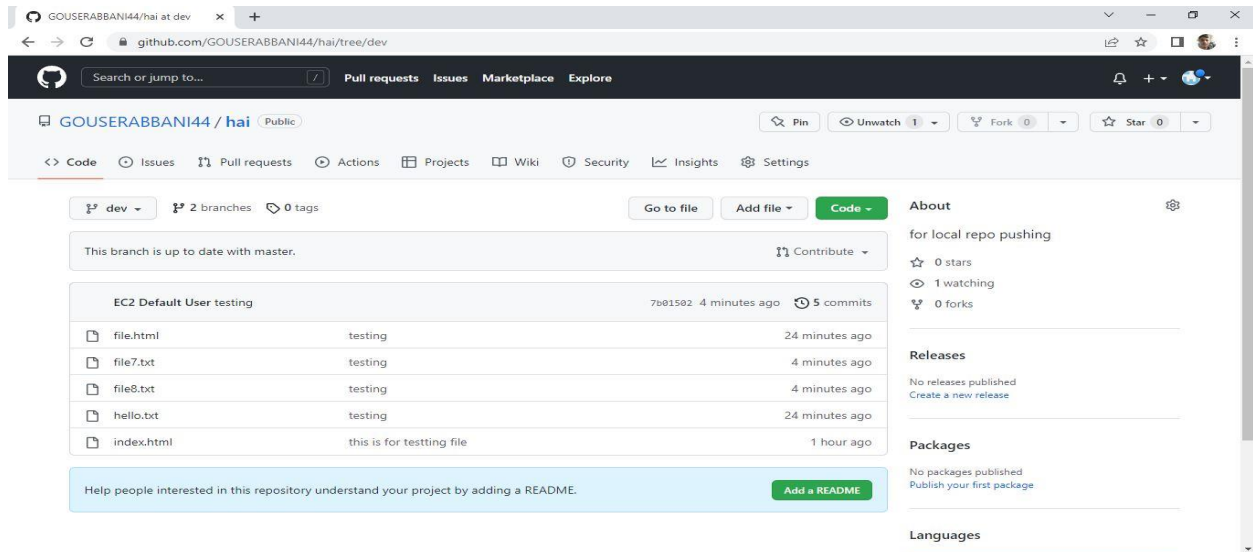 GOUSERABBANI44/hai at dev
github.com/GOUSERABBANI44/hai/tree/dev
Search or jump to... / Pull requests Issues Marketplace Explore
GOUSERABBANI44 / hai Public
Pin Unwatch 1 Fork 0 Star 0
Code Issues Pull requests Actions Projects Wiki Security Insights Settings
dev 2 branches 0 tags Go to file Add file Code
This branch is up to date with master. Contribute
EC2 Default User testing 7b01502 4 minutes ago 5 commits
file.html testing 24 minutes ago
file7.txt testing 4 minutes ago
file8.txt testing 4 minutes ago
hello.txt testing 24 minutes ago
index.html this is for testting file 1 hour ago
Help people interested in this repository understand your project by adding a README. Add a README
About
for local repo pushing
0 stars
1 watching
0 forks
Releases
No releases published
Create a new release
Packages
No packages published
Publish your first package
Languages